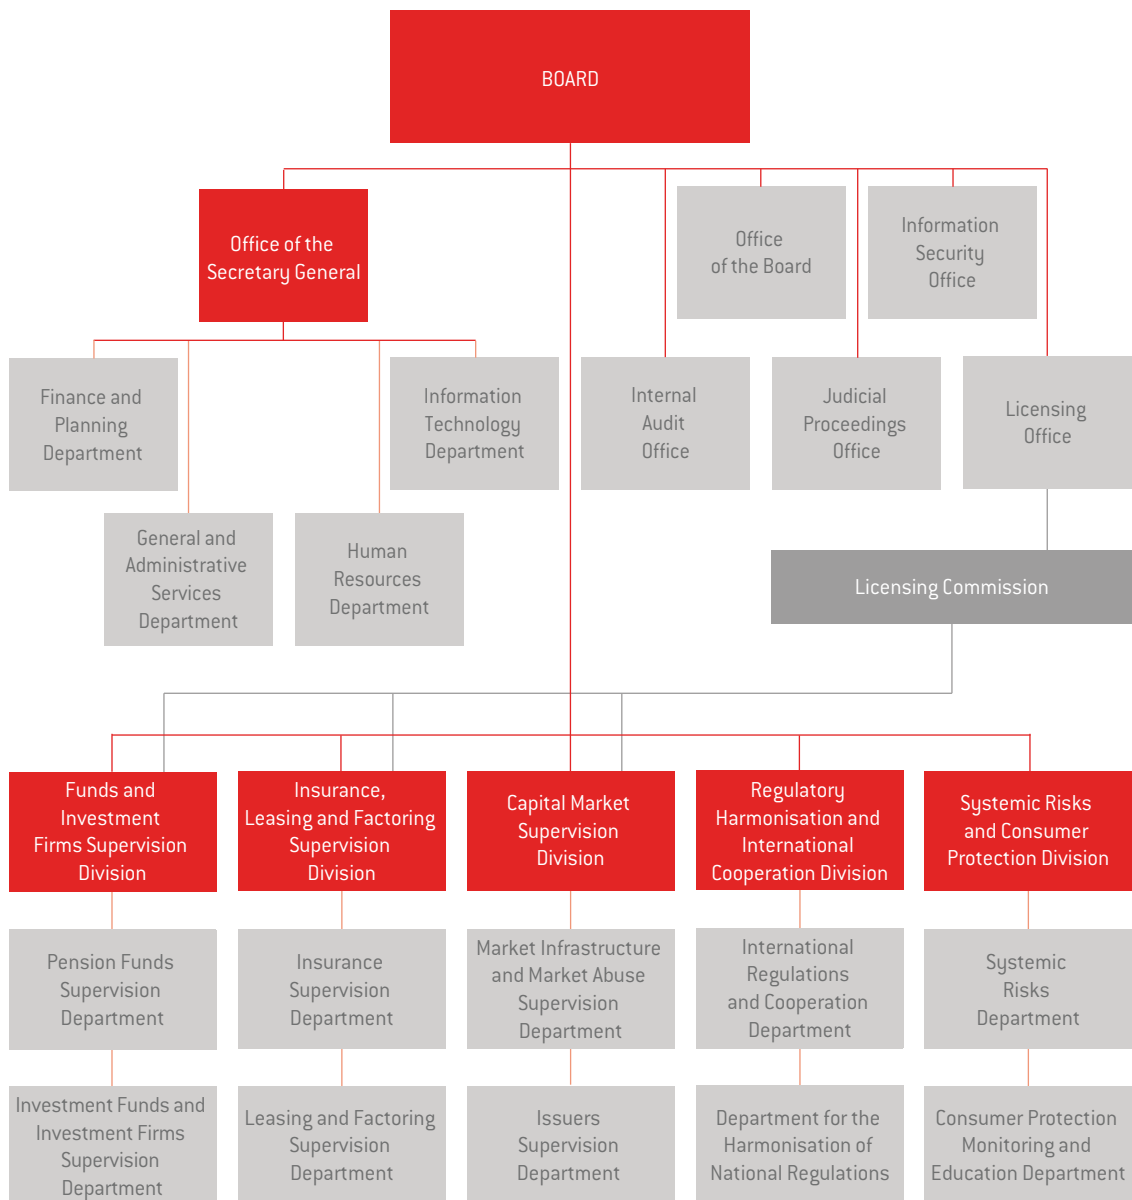 BOARD
Office of the
Secretary General
Office
of the Board
Information
Security
Office
Finance and
Planning
Department
Information
Technology
Department
Internal
Audit
Office
Judicial
Proceedings
Office
Licensing
Office
General and
Administrative
Services
Department
Human
Resources
Department
Licensing Commission
Funds and
Investment
Firms Supervision
Division
Insurance,
Leasing and Factoring
Supervision
Division
Capital Market
Supervision
Division
Regulatory
Harmonisation and
International
Cooperation Division
Systemic Risks
and Consumer
Protection Division
Pension Funds
Supervision
Department
Insurance
Supervision
Department
Market Infrastructure
and Market Abuse
Supervision
Department
International
Regulations
and Cooperation
Department
Systemic
Risks
Department
Investment Funds and
Investment Firms
Supervision
Department
Leasing and Factoring
Supervision
Department
Issuers
Supervision
Department
Department for the
Harmonisation of
National Regulations
Consumer Protection
Monitoring and
Education Department